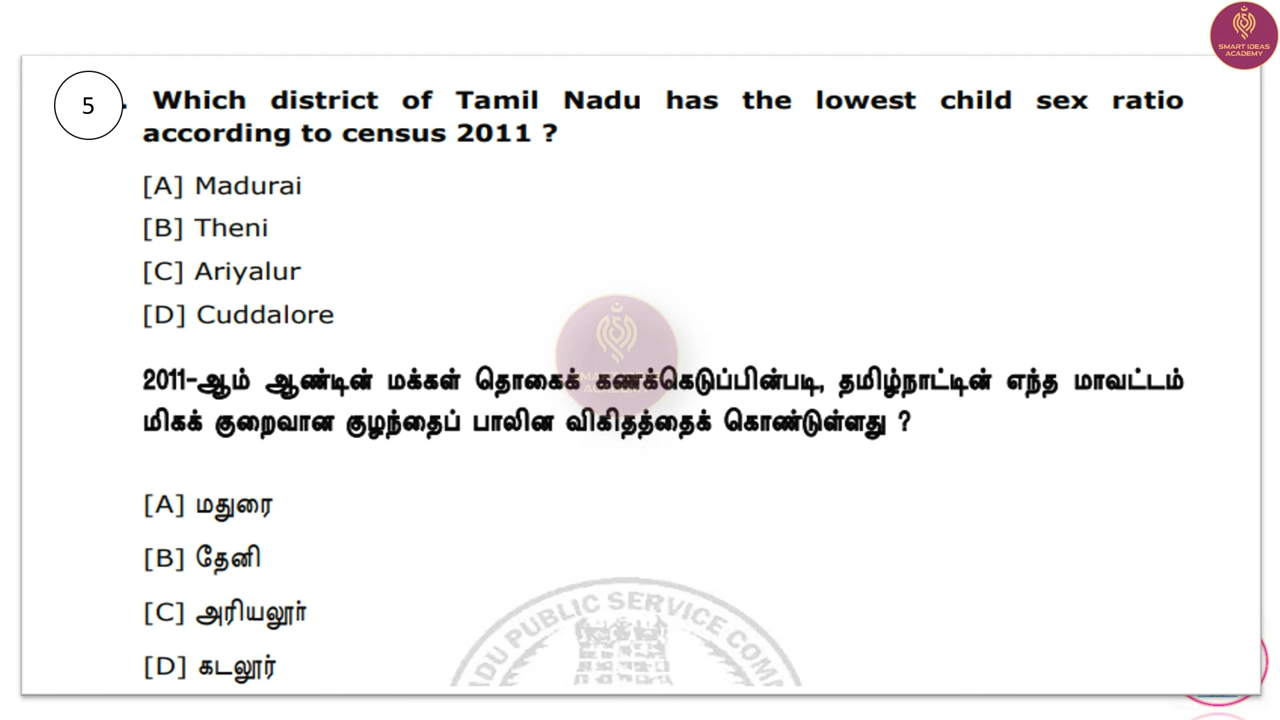 SMART IDEAS
ACADEMY
5 . Which district of Tamil Nadu has the lowest child sex ratio
according to census 2011 ?
[A] Madurai
[B] Theni
[C] Ariyalur
[D] Cuddalore
2011-ஆம் ஆண்டின் மக்கள் தொகைக் கணக்கெடுப்பின்படி, தமிழ்நாட்டின் எந்த மாவட்டம்
மிகக் குறைவான குழந்தைப் பாலின விகிதத்தைக் கொண்டுள்ளது ?
[A] மதுரை
[B] தேனி
[C] அரியலூர்
[D] கடலூர்
PUBLIC SERVICE